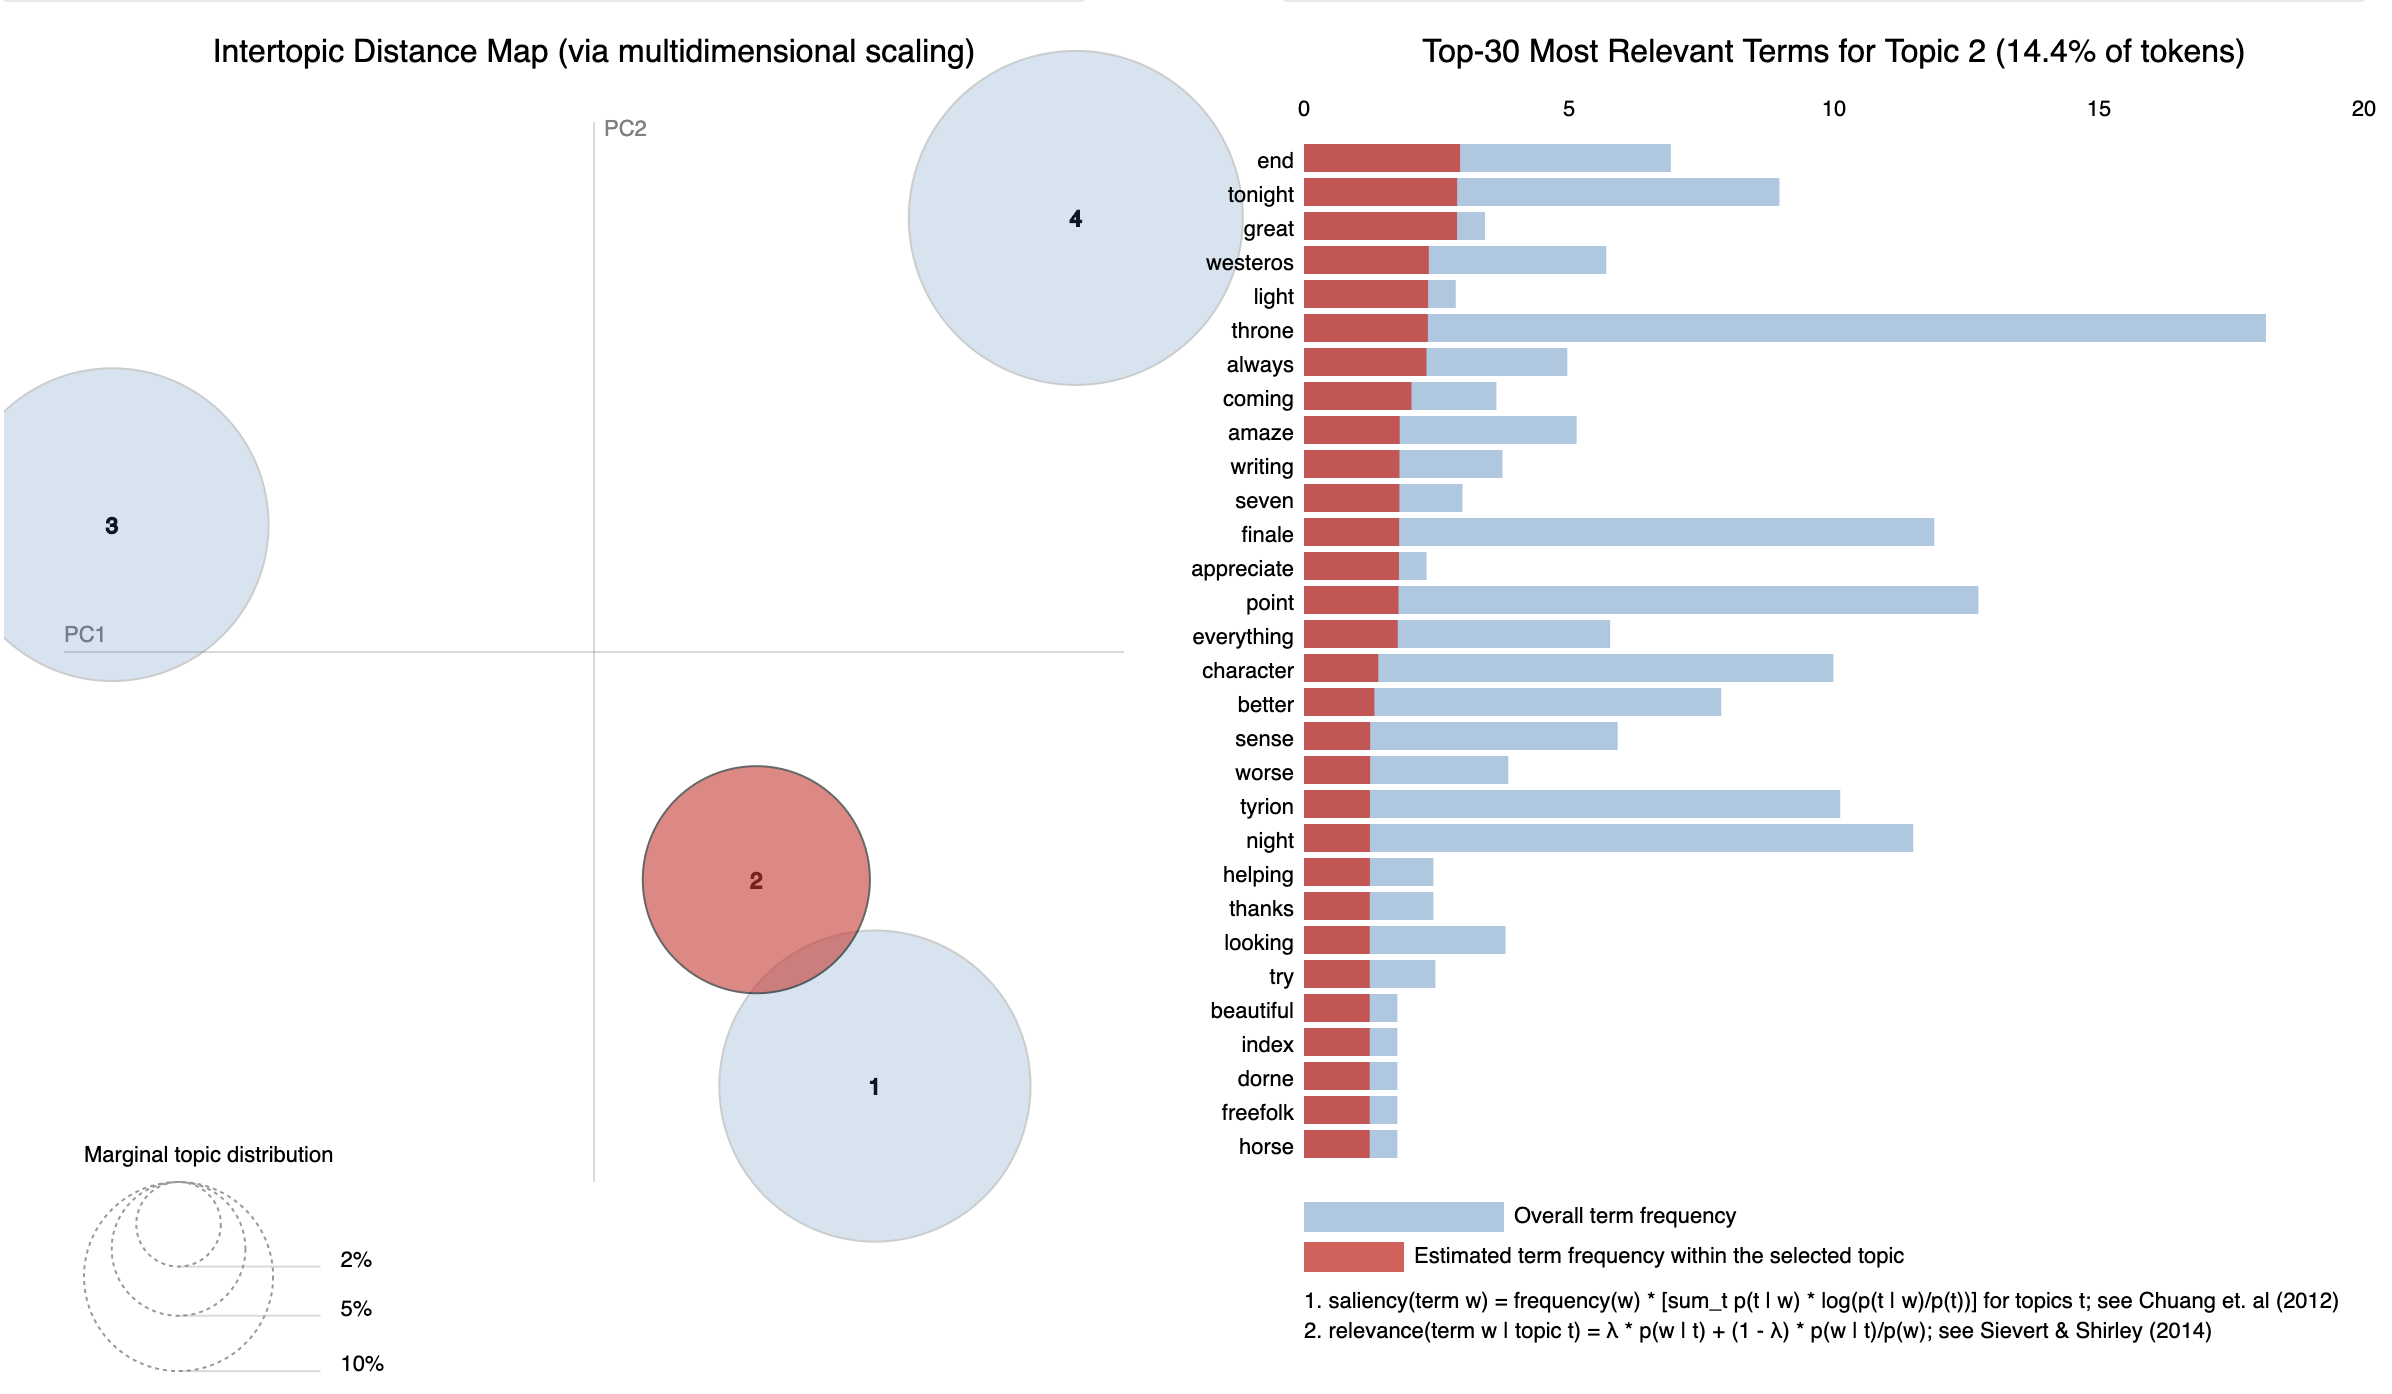 Intertopic Distance Map (via multidimensional scaling)
PC2
4
3
PC1
2
1
Marginal topic distribution
2%
5%
10%
Top-30 Most Relevant Terms for Topic 2 (14.4% of tokens)
0 5 10 15 20
end
tonight
great
westeros
light
throne
always
coming
amaze
writing
seven
finale
appreciate
point
everything
character
better
sense
worse
tyrion
night
helping
thanks
looking
try
beautiful
index
dorne
freefolk
horse
Overall term frequency
Estimated term frequency within the selected topic
1. saliency(term w) = frequency(w) * [sum_t p(t | w) * log(p(t | w)/p(t))] for topics t; see Chuang et. al (2012)
2. relevance(term w | topic t) = λ * p(w | t) + (1 - λ) * p(w | t)/p(w); see Sievert & Shirley (2014)